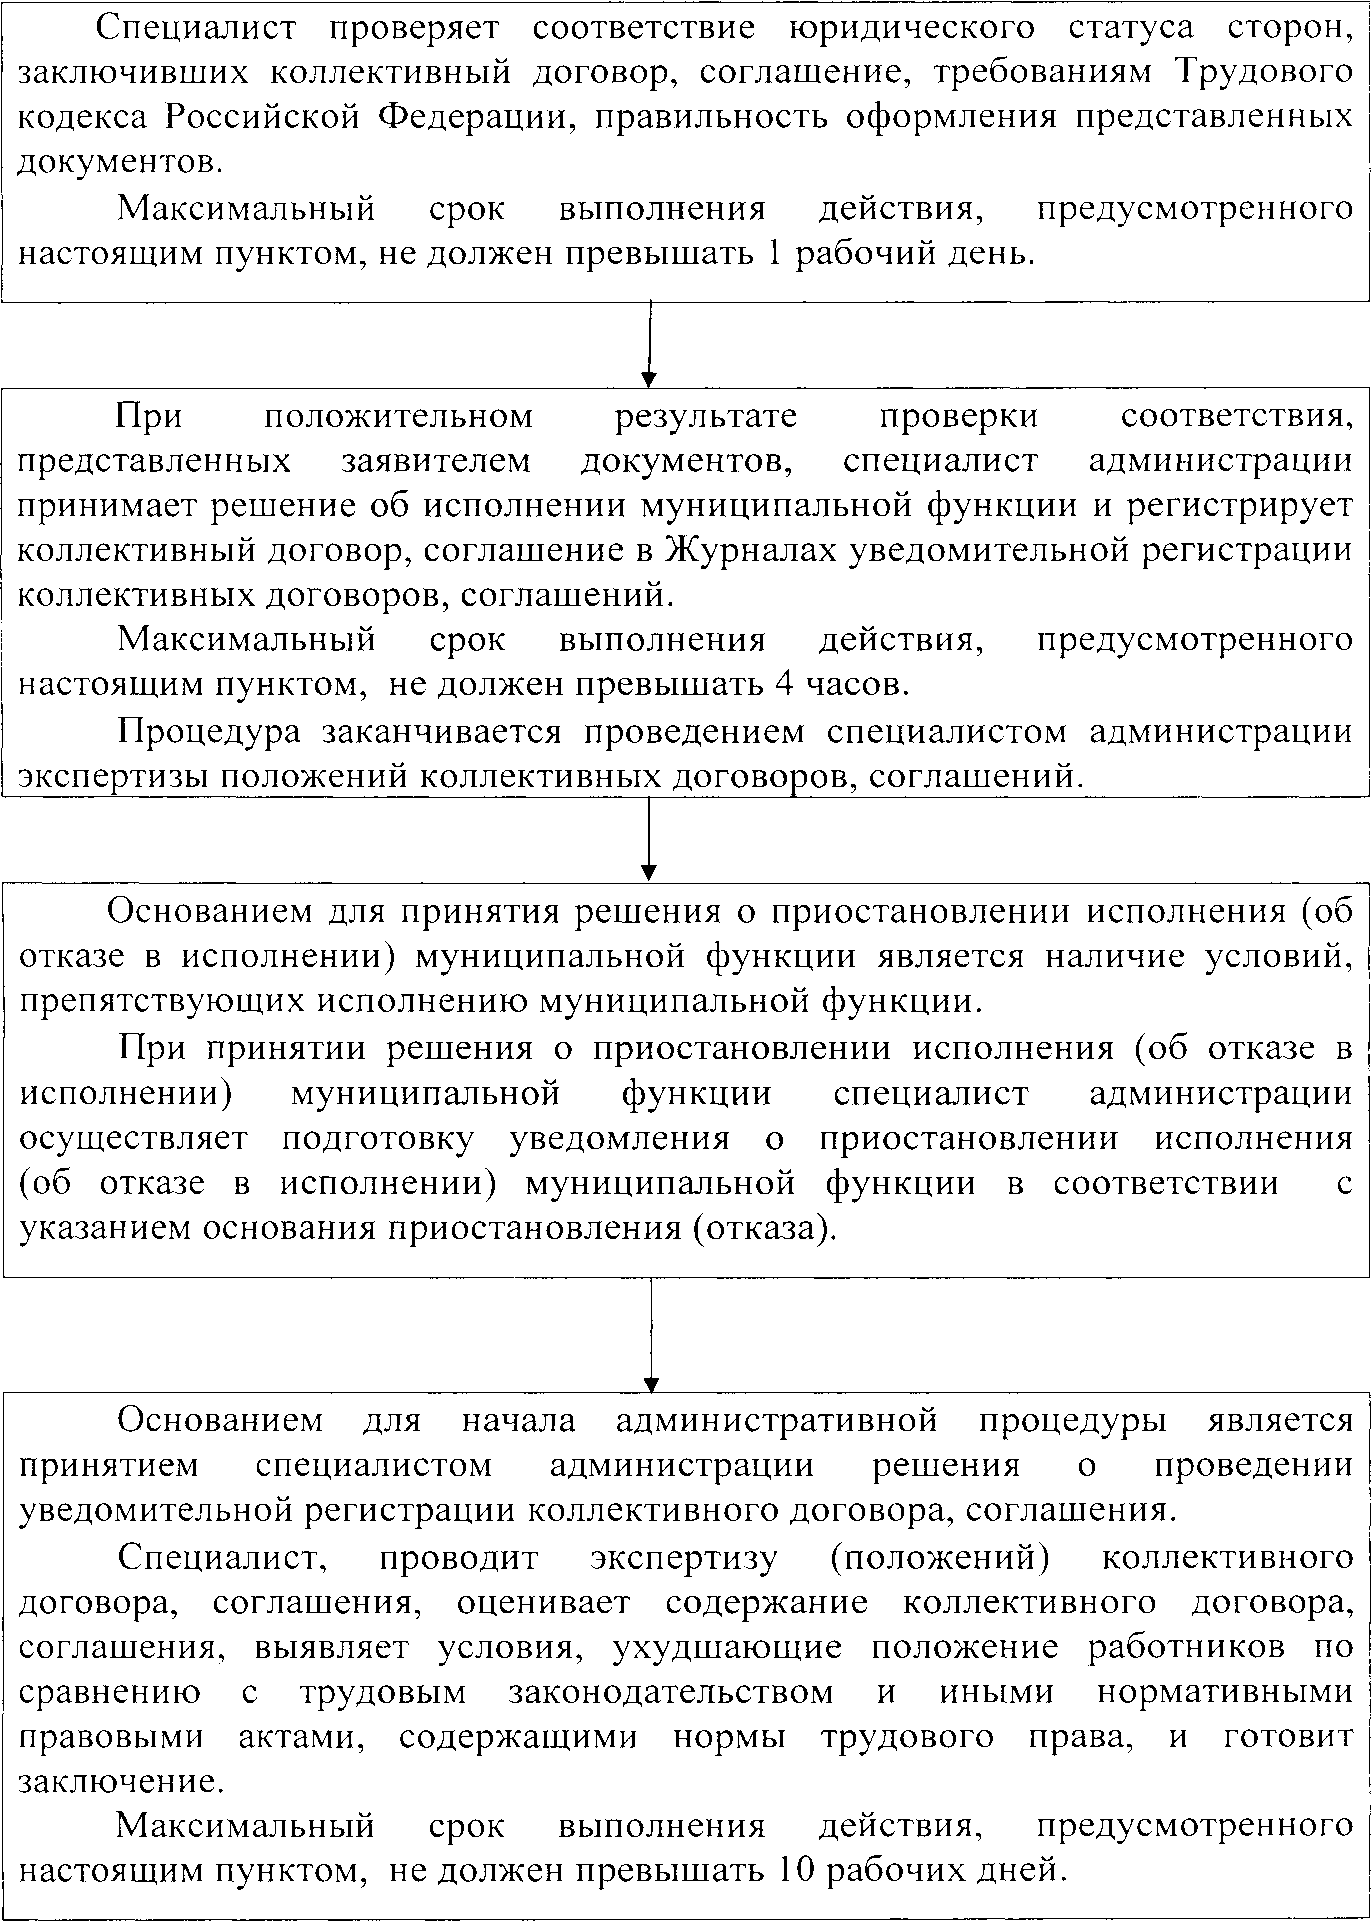 Специалист проверяет соответствие юридического статуса сторон,
заключивших коллективный договор, соглашение, требованиям Трудового
кодекса Российской Федерации, правильность оформления представленных
документов.
Максимальный срок выполнения действия, предусмотренного
настоящим пунктом, не должен превышать 1 рабочий день.
При положительном результате проверки соответствия,
представленных заявителем документов, специалист администрации
принимает решение об исполнении муниципальной функции и регистрирует
коллективный договор, соглашение в Журналах уведомительной регистрации
коллективных договоров, соглашений.
Максимальный срок выполнения действия, предусмотренного
настоящим пунктом, не должен превышать 4 часов.
Процедура заканчивается проведением специалистом администрации
экспертизы положений коллективных договоров, соглашений.
Основанием для принятия решения о приостановлении исполнения (об
отказе в исполнении) муниципальной функции является наличие условий,
препятствующих исполнению муниципальной функции.
При принятии решения о приостановлении исполнения (об отказе в
исполнении) муниципальной функции специалист администрации
осуществляет подготовку уведомления о приостановлении исполнения
(об отказе в исполнении) муниципальной функции в соответствии с
указанием основания приостановления (отказа).
Основанием для начала административной процедуры является
принятием специалистом администрации решения о проведении
уведомительной регистрации коллективного договора, соглашения.
Специалист, проводит экспертизу (положений) коллективного
договора, соглашения, оценивает содержание коллективного договора,
соглашения, выявляет условия, ухудшающие положение работников по
сравнению с трудовым законодательством и иными нормативными
правовыми актами, содержащими нормы трудового права, и готовит
заключение.
Максимальный срок выполнения действия, предусмотренного
настоящим пунктом, не должен превышать 10 рабочих дней.